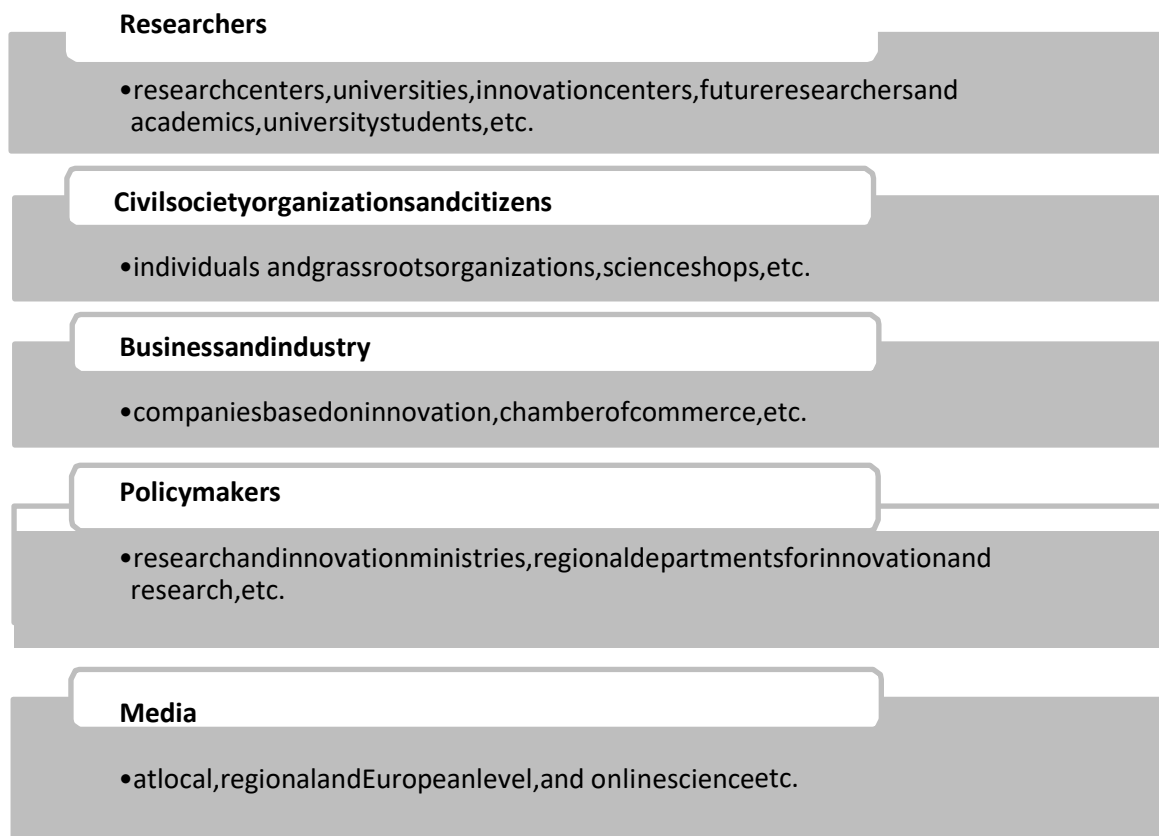 Researchers
•researchcenters,universities,innovationcenters,futureresearchersand
academics,universitystudents,etc.
Civilsocietyorganizationsandcitizens
•individuals andgrassrootsorganizations,scienceshops,etc.
Businessandindustry
•companiesbasedoninnovation,chamberofcommerce,etc.
Policymakers
•researchandinnovationministries,regionaldepartmentsforinnovationand
research,etc.
Media
•atlocal,regionalandEuropeanlevel,and onlinescienceetc.